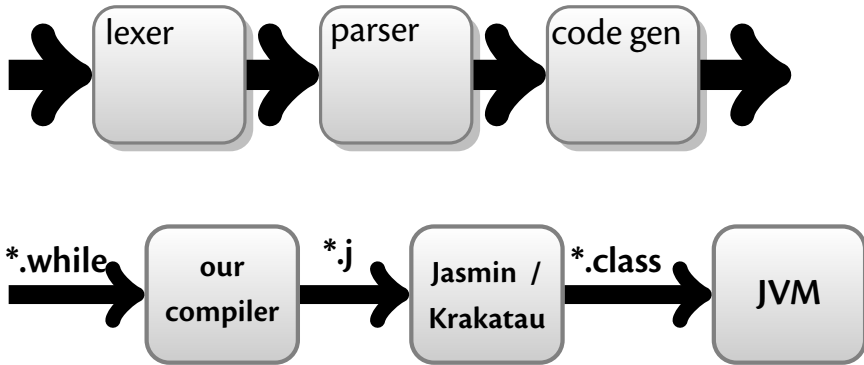 lexer
parser
code gen
*.while
our
compiler
*.j
Jasmin /
Krakatau
*.class
JVM